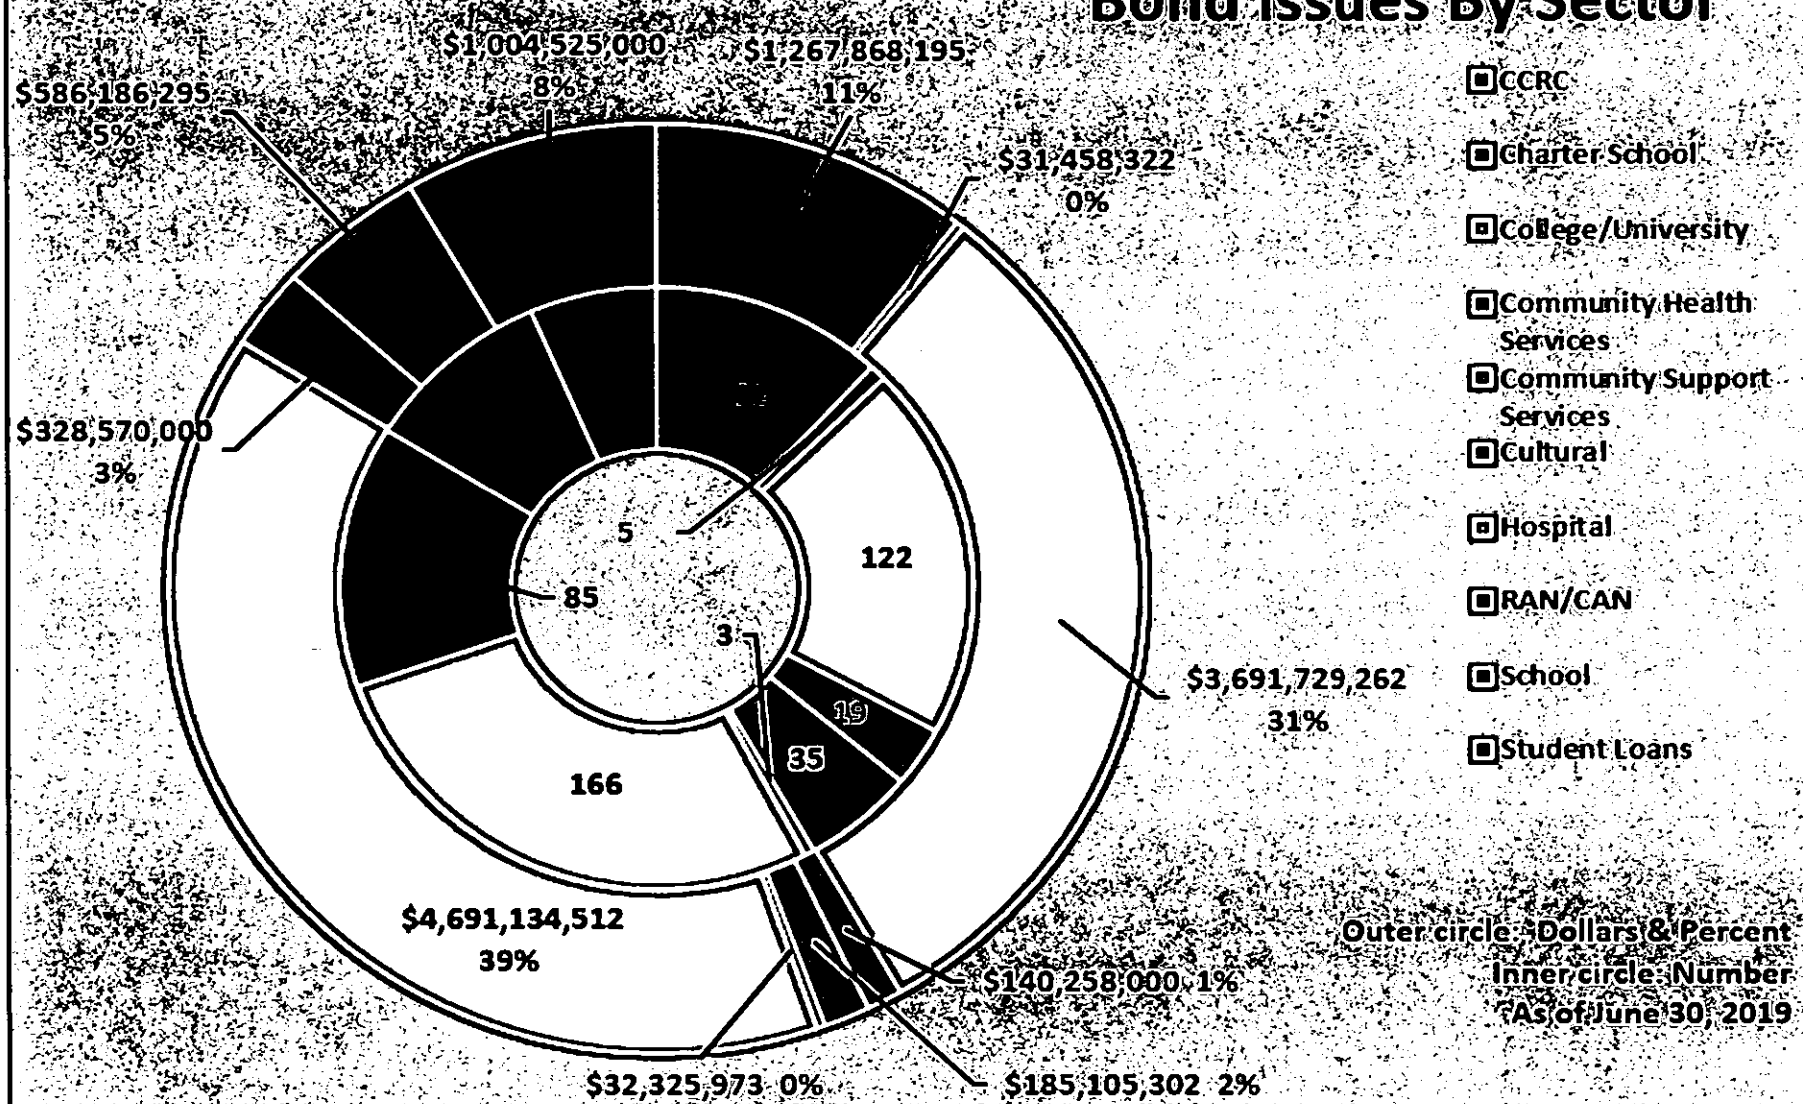 Bond Issues By Sector
$1,004,525,000
8%
$1,267,868,195
11%
$586,186,295
5%
$31,458,322
0%
$328,570,000
3%
5
122
85
3
19
35
166
$3,691,729,262
31%
$4,691,134,512
39%
$140,258,000 1%
$32,325,973 0%
$185,105,302 2%
CCRC
Charter School
College/University
Community Health
Services
Community Support
Services
Cultural
Hospital
RAN/CAN
School
Student Loans
Outer circle: Dollars & Percent
Inner circle: Number
As of June 30, 2019